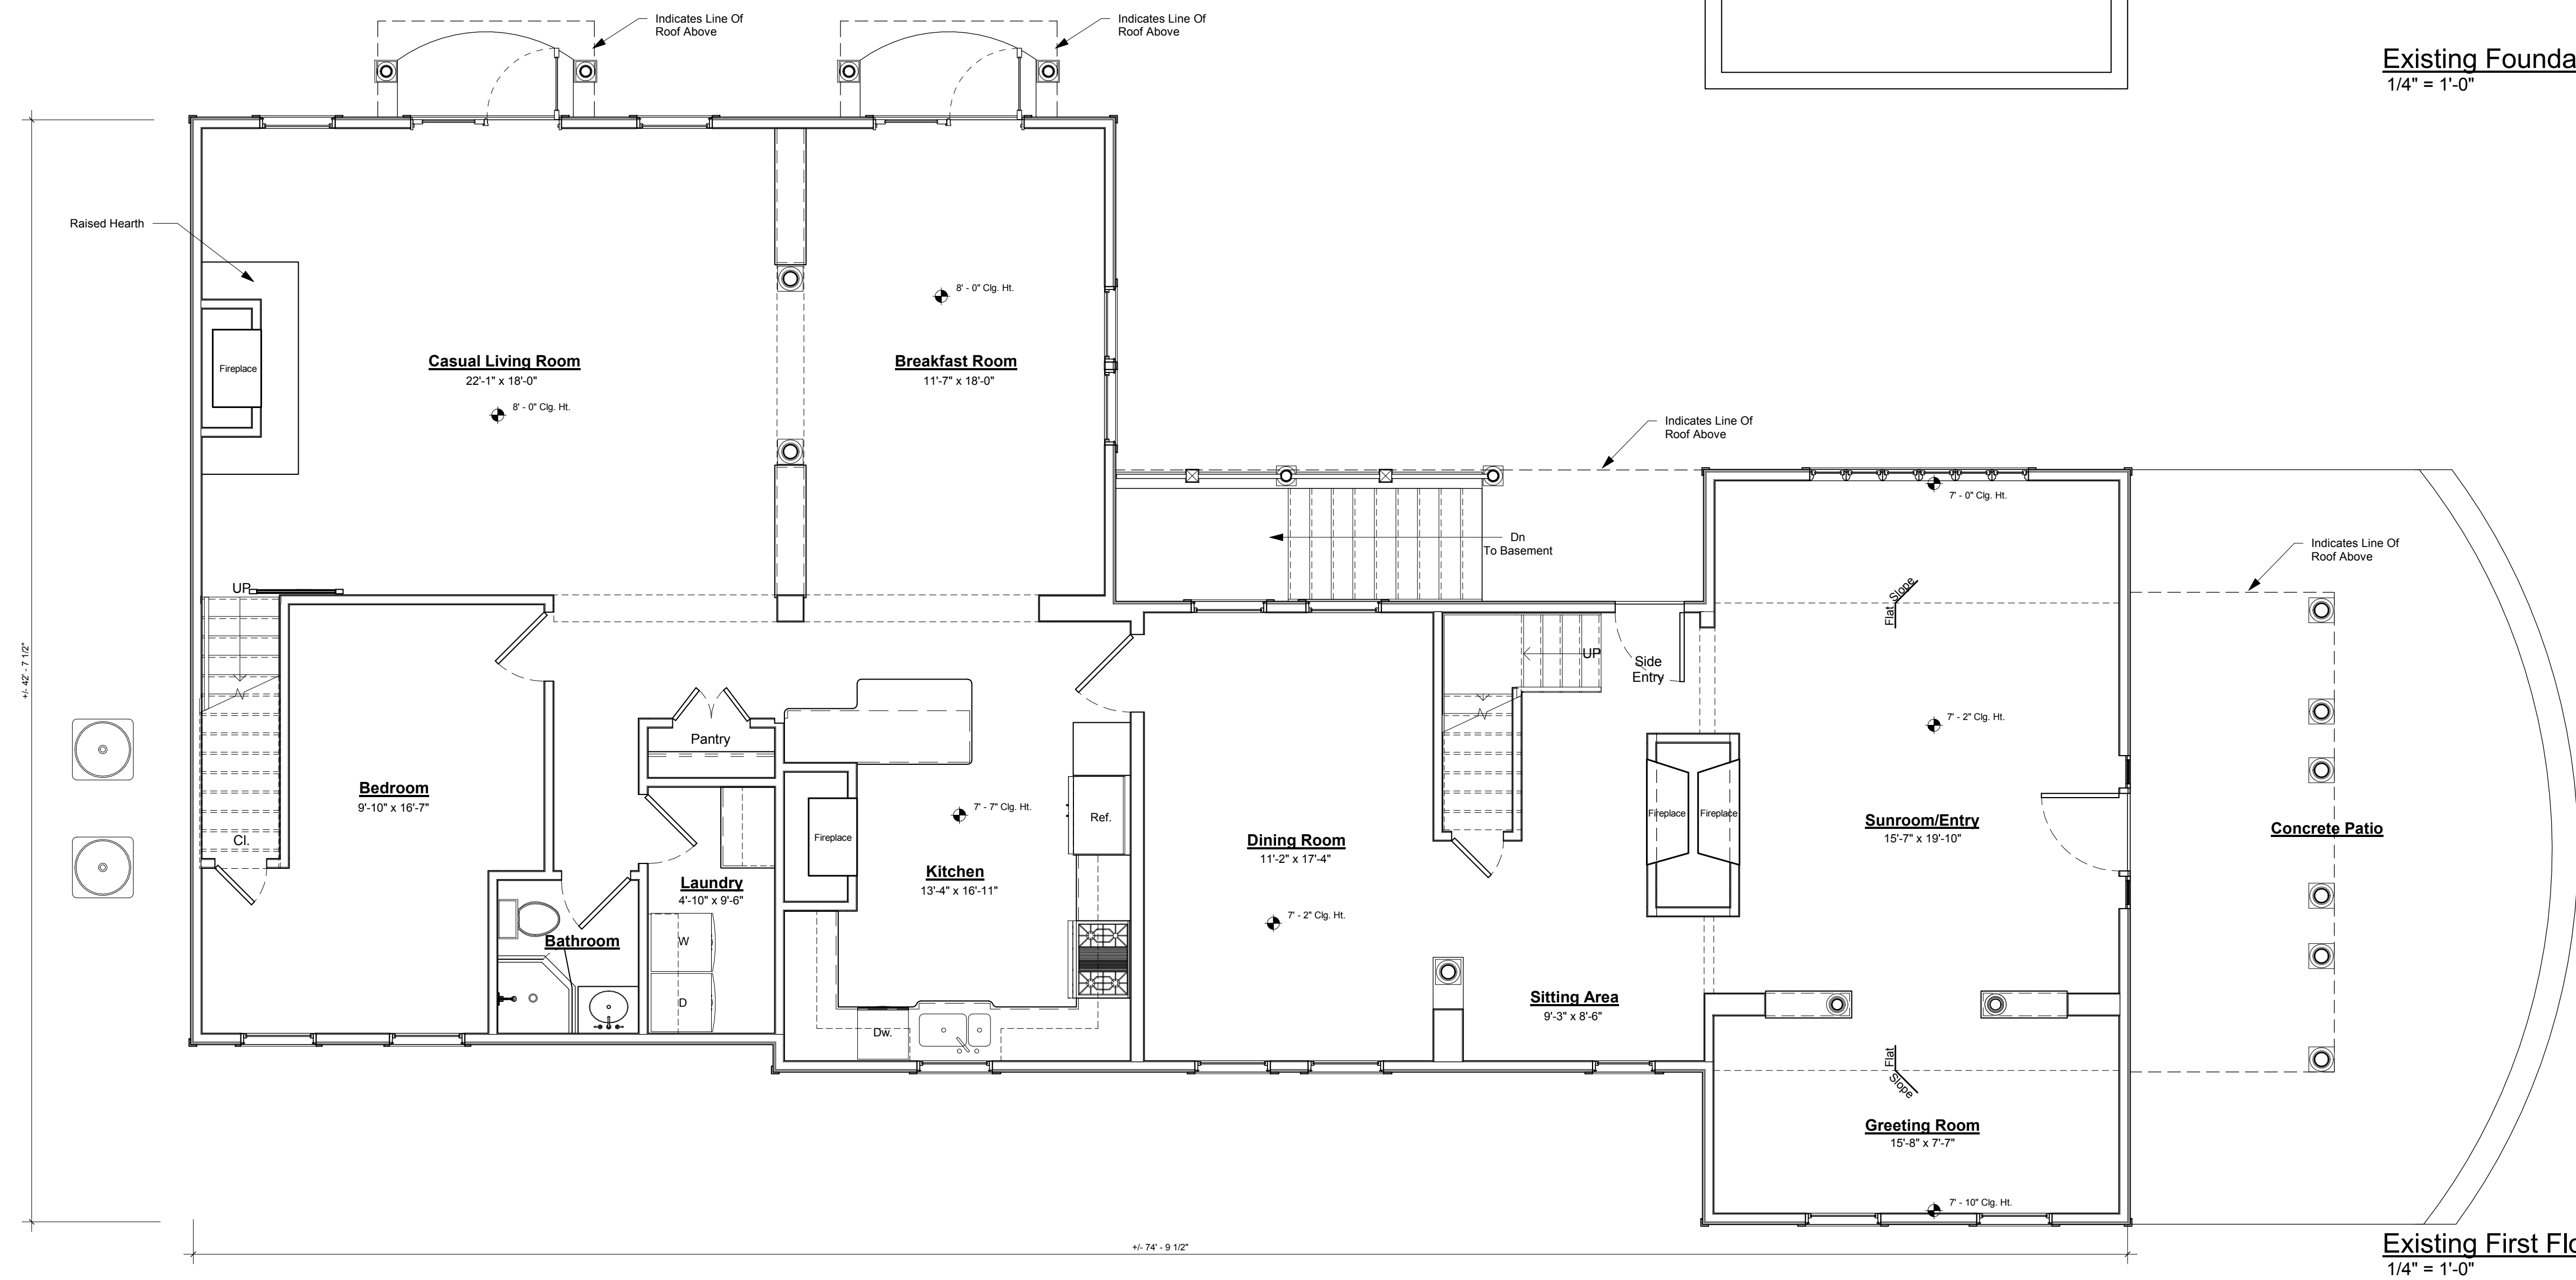 Indicates Line Of
Roof Above
Indicates Line Of
Roof Above
Existing Founda
1/4" = 1'-0"
Raised Hearth
8' - 0" Clg. Ht.
Fireplace
Casual Living Room
22'-1" x 18'-0"
8' - 0" Clg. Ht.
Breakfast Room
11'-7" x 18'-0"
Indicates Line Of
Roof Above
7' - 0" Clg. Ht.
Dn
To Basement
Indicates Line Of
Roof Above
UP
Slope
Flat
+/- 42' - 7 1/2"
UP
Side
Entry
7' - 2" Clg. Ht.
Pantry
Bedroom
9'-10" x 16'-7"
7' - 7" Clg. Ht.
Fireplace
Ref.
Fireplace
Fireplace
Sunroom/Entry
15'-7" x 19'-10"
Concrete Patio
Cl.
Dining Room
11'-2" x 17'-4"
Kitchen
13'-4" x 16'-11"
Laundry
4'-10" x 9'-6"
7' - 2" Clg. Ht.
Bathroom
W
D
Sitting Area
9'-3" x 8'-6"
Dw.
Flat
Slope
Greeting Room
15'-8" x 7'-7"
7' - 10" Clg. Ht.
+/- 74' - 9 1/2"
Existing First Flo
1/4" = 1'-0"